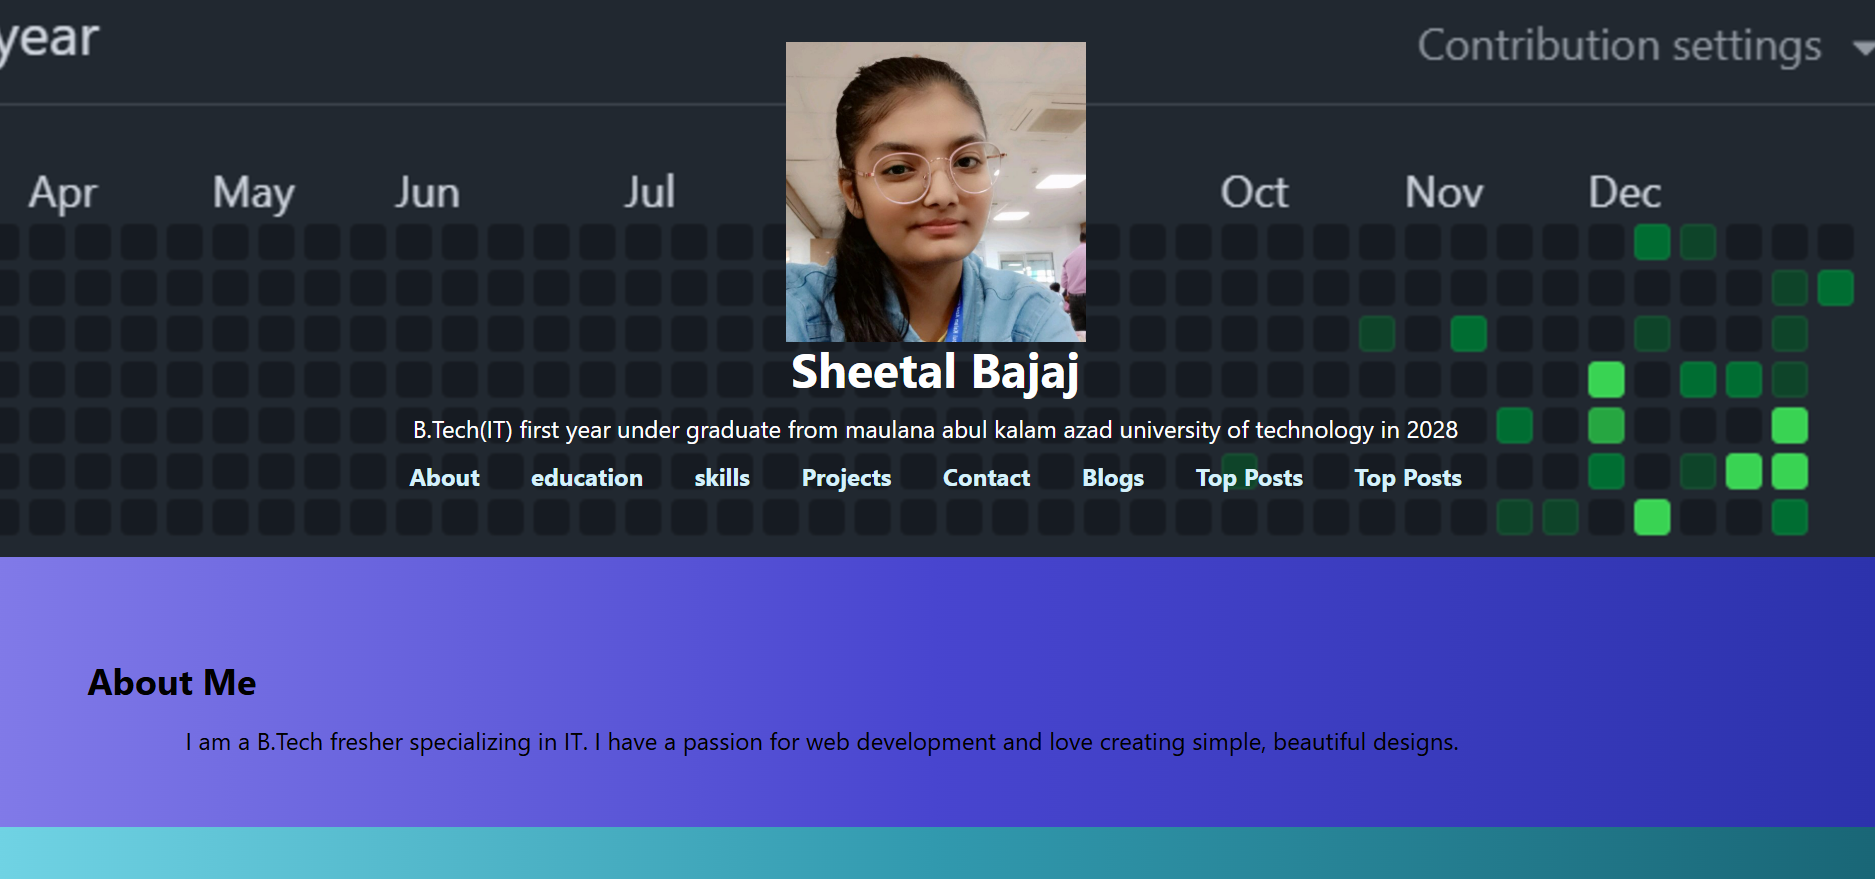 year
Contribution settings
Apr May Jun Jul Oct Nov Dec
Sheetal Bajaj
B.Tech(IT) first year under graduate from maulana abul kalam azad university of technology in 2028
About education skills Projects Contact Blogs Top Posts Top Posts
About Me
I am a B.Tech fresher specializing in IT. I have a passion for web development and love creating simple, beautiful designs.